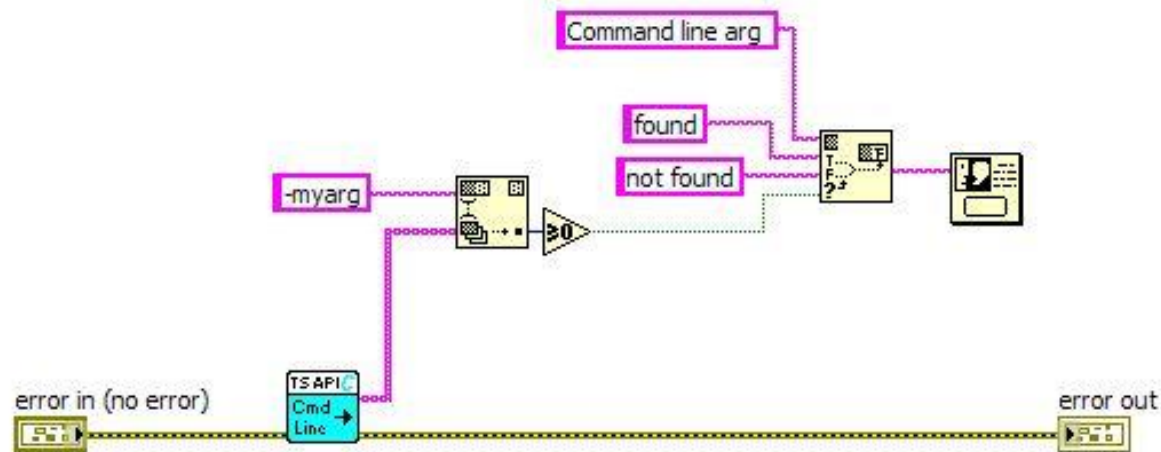 Command line arg
found
not found
T
F
?
-myarg
≥0
TS API C
Cmd
Line
error in (no error)
error out